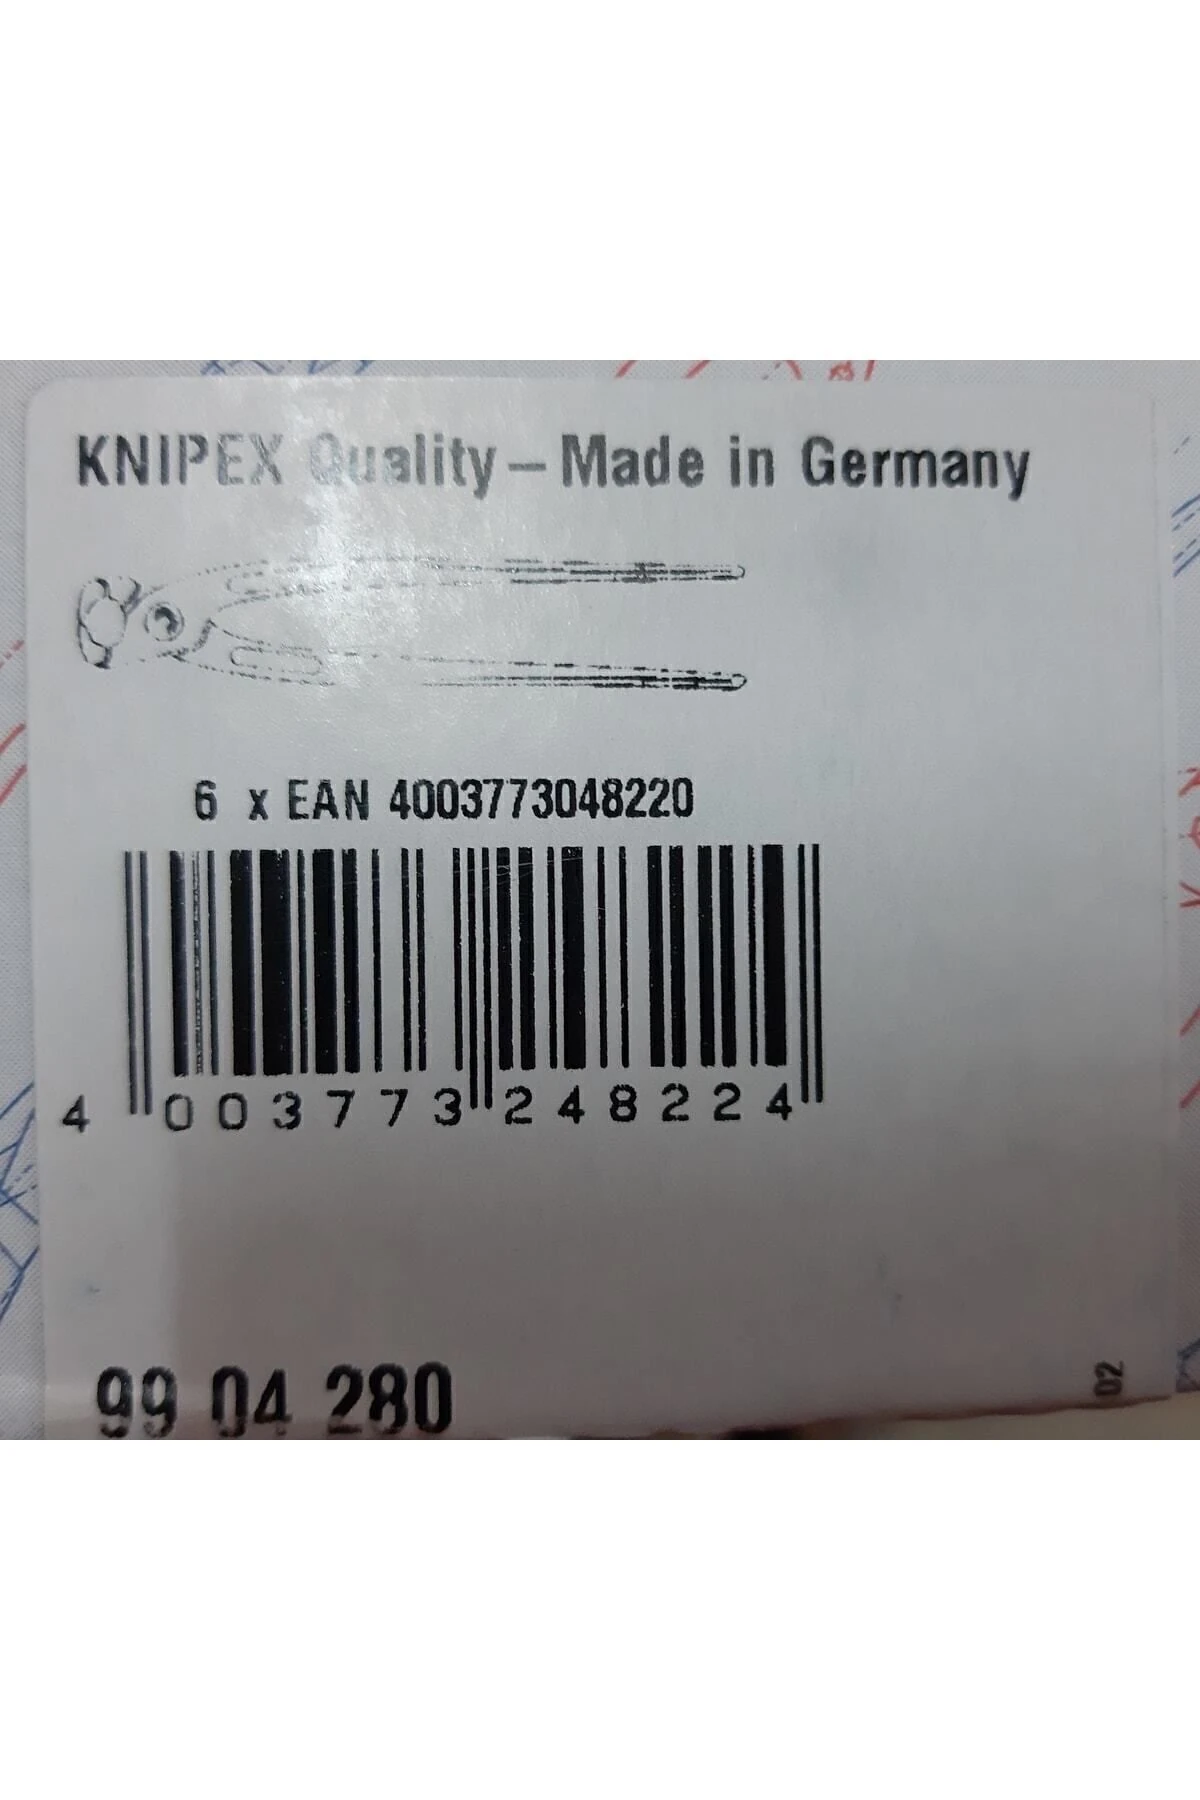 KNIPEX Quality – Made in Germany
6 x EAN 4003773048220
4 003773 248224
99 04 280
02